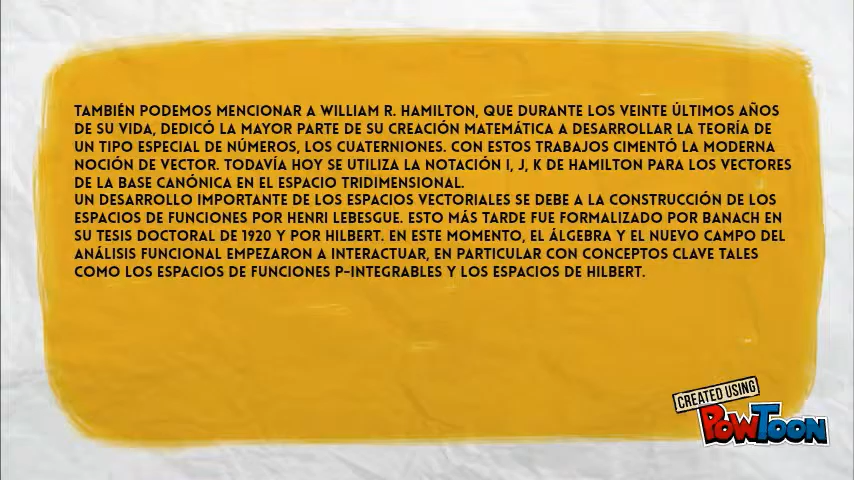 TAMBIÉN PODEMOS MENCIONAR A WILLIAM R. HAMILTON, QUE DURANTE LOS VEINTE ÚLTIMOS AÑOS
DE SU VIDA, DEDICÓ LA MAYOR PARTE DE SU CREACIÓN MATEMÁTICA A DESARROLLAR LA TEORÍA DE
UN TIPO ESPECIAL DE NÚMEROS, LOS CUATERNIONES. CON ESTOS TRABAJOS CIMENTÓ LA MODERNA
NOCIÓN DE VECTOR. TODAVÍA HOY SE UTILIZA LA NOTACIÓN I, J, K DE HAMILTON PARA LOS VECTORES
DE LA BASE CANÓNICA EN EL ESPACIO TRIDIMENSIONAL.
UN DESARROLLO IMPORTANTE DE LOS ESPACIOS VECTORIALES SE DEBE A LA CONSTRUCCIÓN DE LOS
ESPACIOS DE FUNCIONES POR HENRI LEBESGUE. ESTO MÁS TARDE FUE FORMALIZADO POR BANACH EN
SU TESIS DOCTORAL DE 1920 Y POR HILBERT. EN ESTE MOMENTO, EL ÁLGEBRA Y EL NUEVO CAMPO DEL
ANÁLISIS FUNCIONAL EMPEZARON A INTERACTUAR, EN PARTICULAR CON CONCEPTOS CLAVE TALES
COMO LOS ESPACIOS DE FUNCIONES P-INTEGRABLES Y LOS ESPACIOS DE HILBERT.
CREATED USING
POWTOON